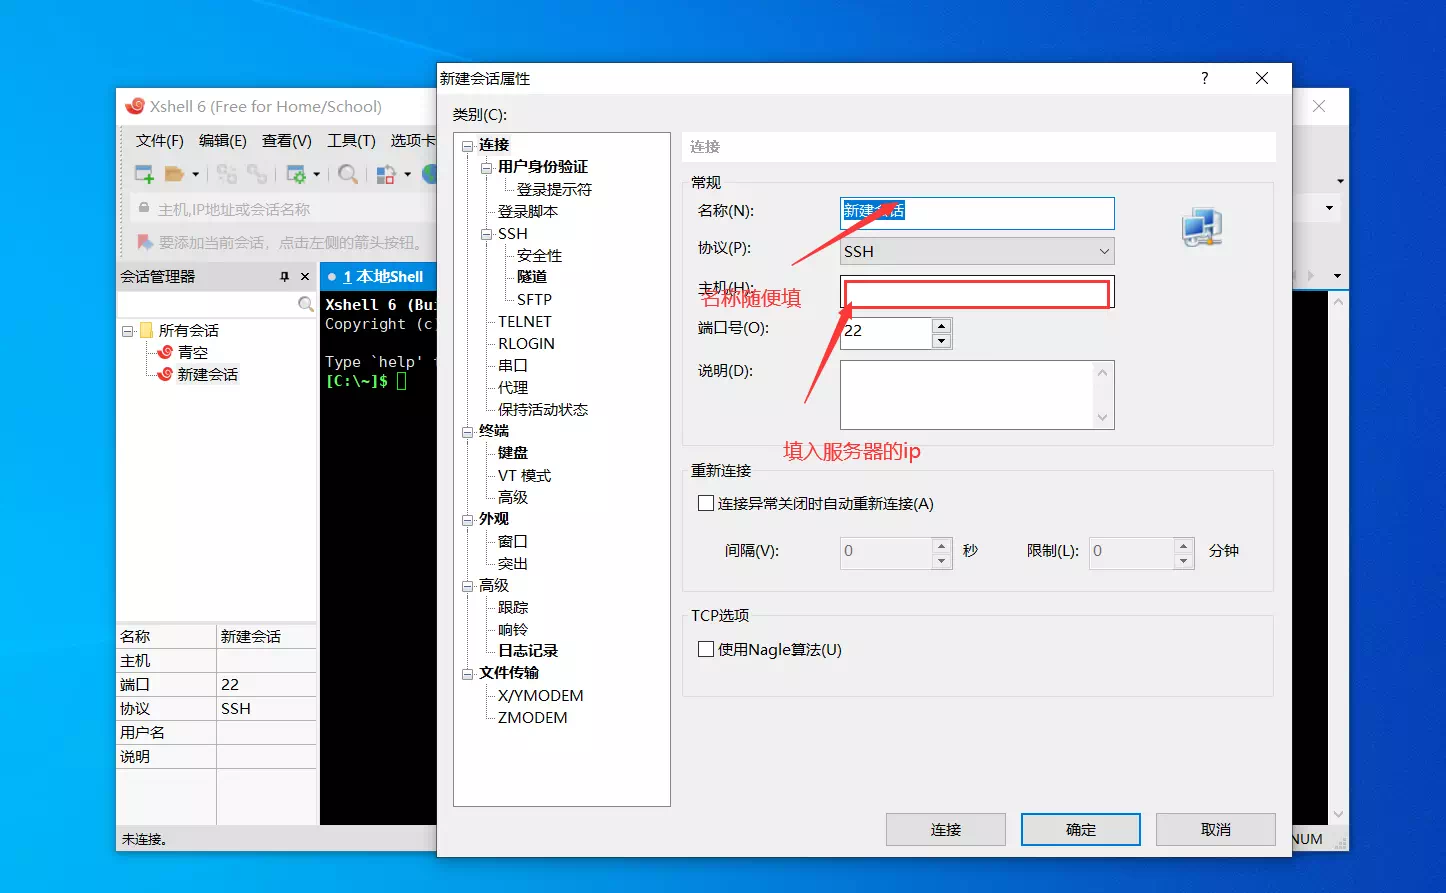 新建会话属性
?
类别(C):
连接
用户身份验证
登录提示符
登录脚本
SSH
安全性
隧道
SFTP
TELNET
RLOGIN
串口
代理
保持活动状态
终端
键盘
VT 模式
高级
外观
窗口
突出
高级
跟踪
响铃
日志记录
文件传输
X/YMODEM
ZMODEM
连接
常规
名称(N):
新建会话
协议(P):
SSH
主机(H):
名称随便填
端口号(O):
22
说明(D):
填入服务器的ip
重新连接
连接异常关闭时自动重新连接(A)
间隔(V):
0
秒
限制(L):
0
分钟
TCP选项
使用Nagle算法(U)
连接
确定
取消
Xshell 6 (Free for Home/School)
文件(F)
编辑(E)
查看(V)
工具(T)
选项卡
主机,IP地址或会话名称
要添加当前会话，点击左侧的箭头按钮。
会话管理器
1 本地Shell
所有会话
青空
新建会话
Xshell 6 (Bui
Copyright (c)
Type `help' t
[C:\~]$
名称 新建会话
主机
端口 22
协议 SSH
用户名
说明
未连接。
NUM